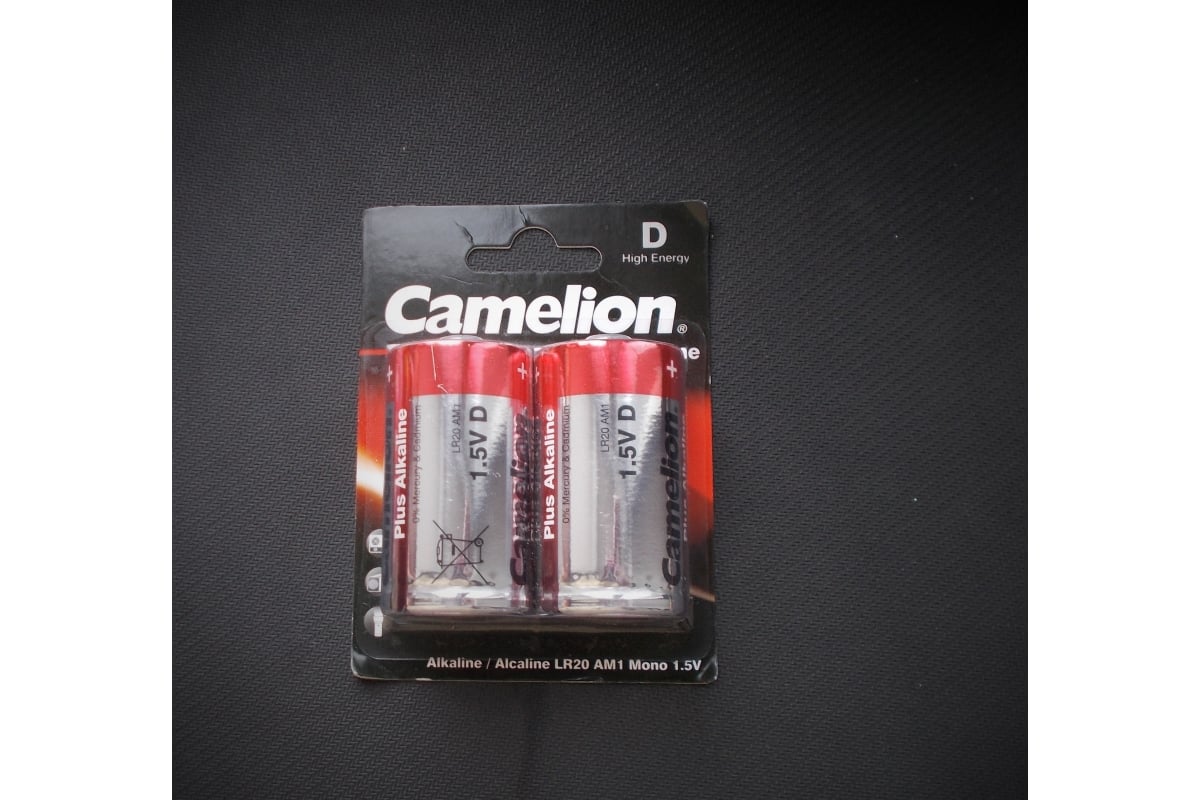 D
High Energy
Camelion®
ne
+
+
+
Plus Alkaline
0% Mercury & Cadmium
LR20 AM1
1.5V D
Camelion
Plus Alkaline
0% Mercury & Cadmium
LR20 AM1
1.5V D
Camelion
Alkaline / Alcaline LR20 AM1 Mono 1.5V